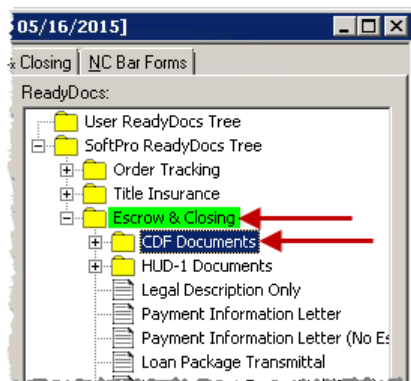 05/16/2015]
& Closing NC Bar Forms
ReadyDocs:
User ReadyDocs Tree
SoftPro ReadyDocs Tree
Order Tracking
Title Insurance
Escrow & Closing
CDF Documents
HUD-1 Documents
Legal Description Only
Payment Information Letter
Payment Information Letter (No Es
Loan Package Transmittal